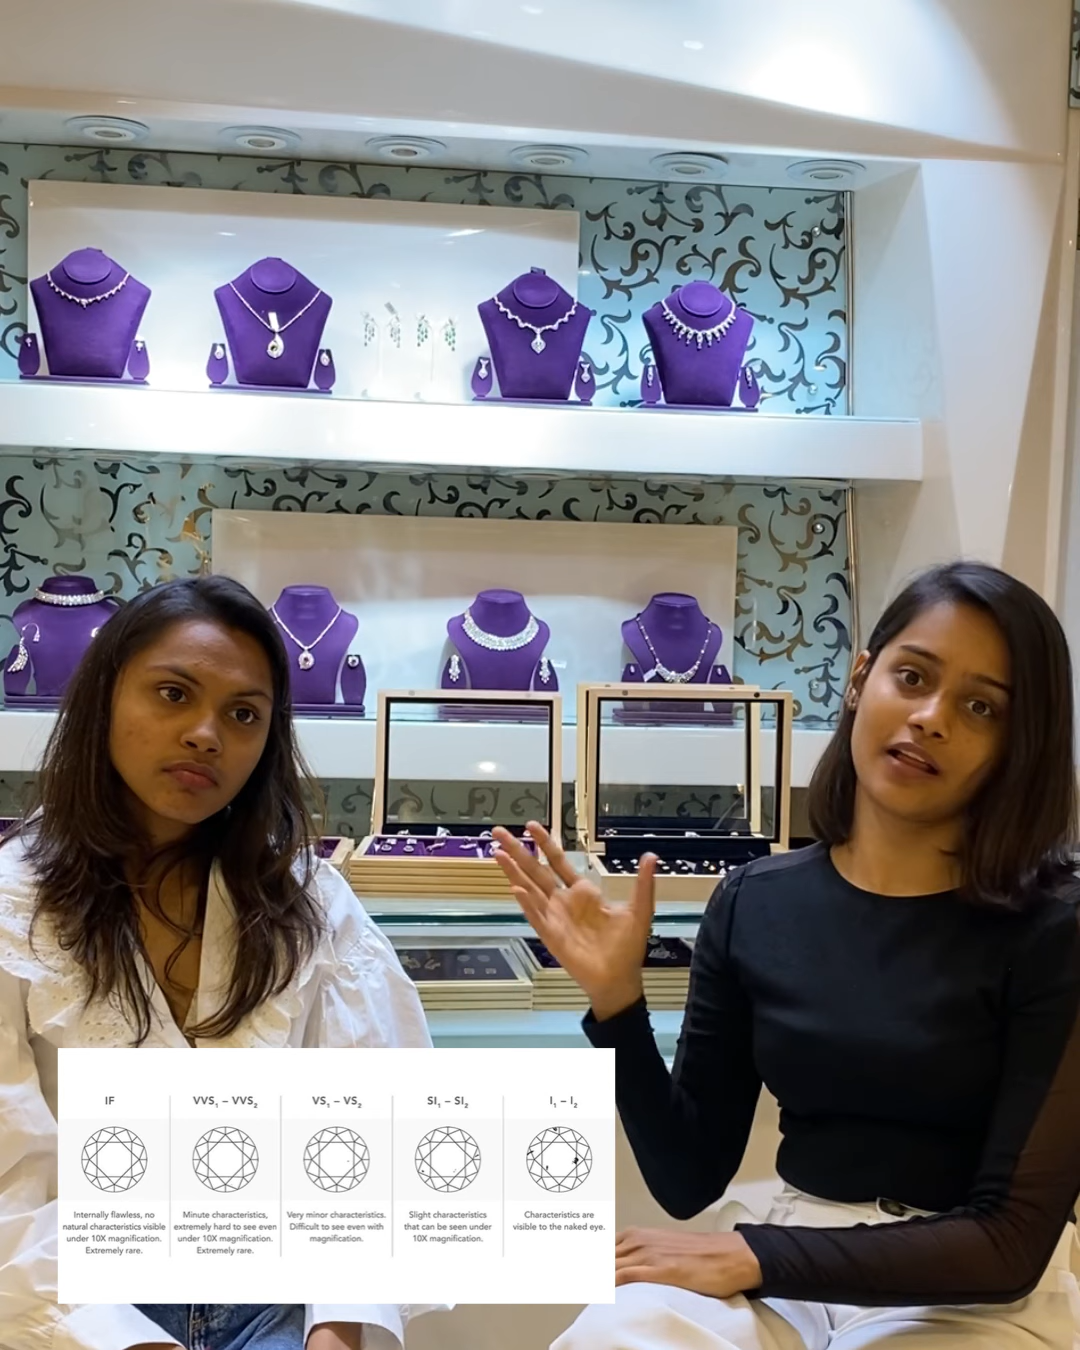 IF
VVS1 – VVS2
VS1 – VS2
SI1 – SI2
I1 – I2
Internally flawless, no
natural characteristics visible
under 10X magnification.
Extremely rare.
Minute characteristics,
extremely hard to see even
under 10X magnification.
Extremely rare.
Very minor characteristics.
Difficult to see even with
magnification.
Slight characteristics
that can be seen under
10X magnification.
Characteristics are
visible to the naked eye.